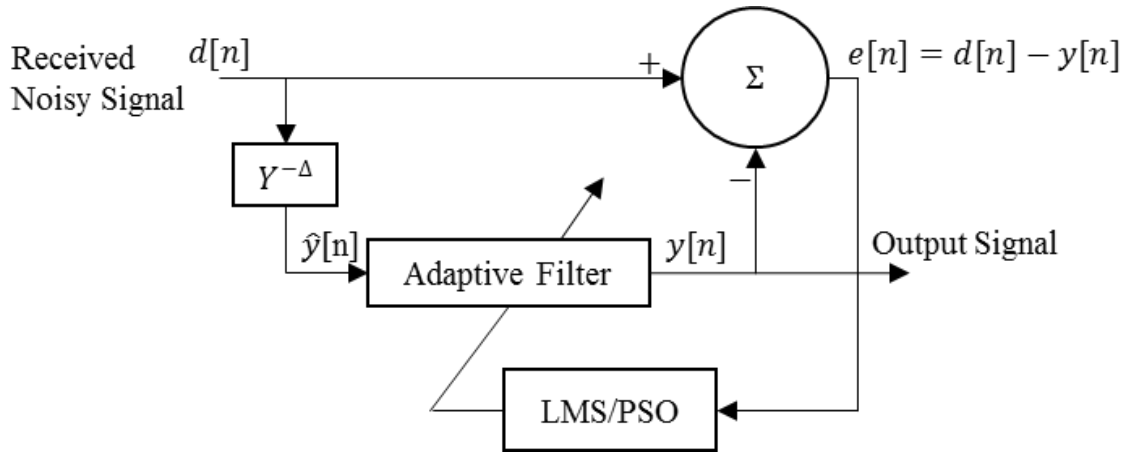 Received
Noisy Signal
d[n]
+
Σ
e[n] = d[n] − y[n]
Y^{−Δ}
−
ŷ[n]
Adaptive Filter
y[n]
Output Signal
LMS/PSO